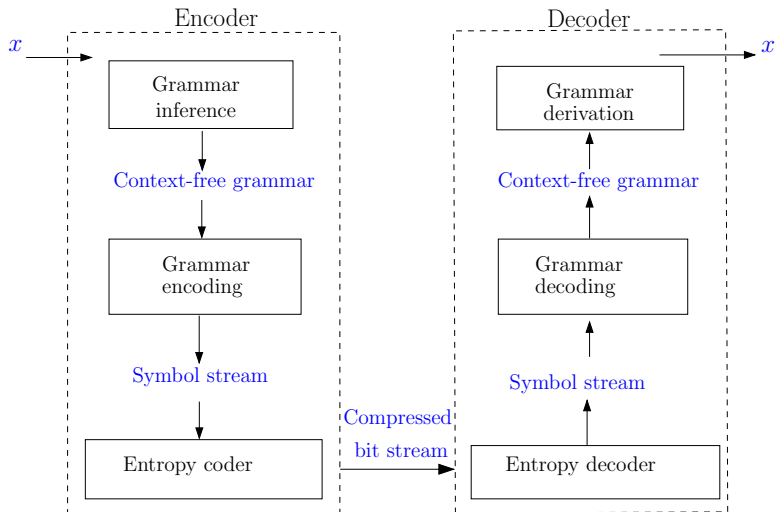 Encoder
x
Grammar
inference
Context-free grammar
Grammar
encoding
Symbol stream
Entropy coder
Compressed
bit stream
Decoder
x
Grammar
derivation
Context-free grammar
Grammar
decoding
Symbol stream
Entropy decoder